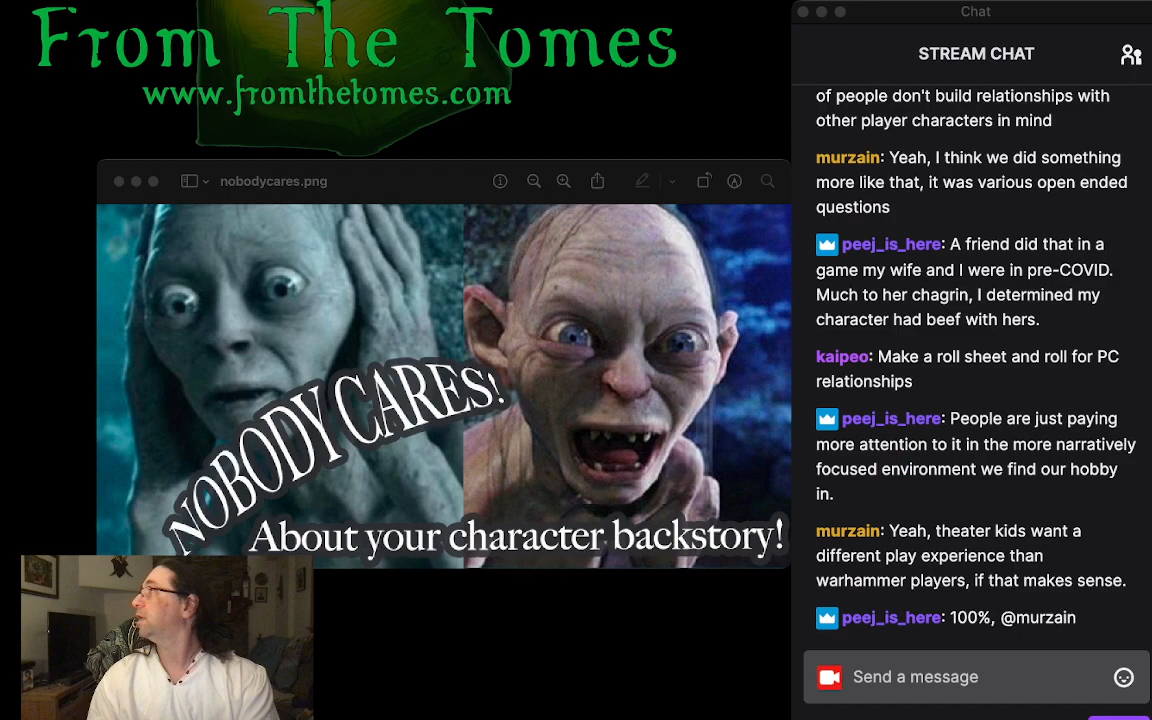 From The Tomes
www.fromthetomes.com
nobodycares.png
NOBODY CARES!
About your character backstory!
Chat
STREAM CHAT
of people don't build relationships with
other player characters in mind
murzain: Yeah, I think we did something
more like that, it was various open ended
questions
peej_is_here: A friend did that in a
game my wife and I were in pre-COVID.
Much to her chagrin, I determined my
character had beef with hers.
kaipeo: Make a roll sheet and roll for PC
relationships
peej_is_here: People are just paying
more attention to it in the more narratively
focused environment we find our hobby
in.
murzain: Yeah, theater kids want a
different play experience than
warhammer players, if that makes sense.
peej_is_here: 100%, @murzain
Send a message